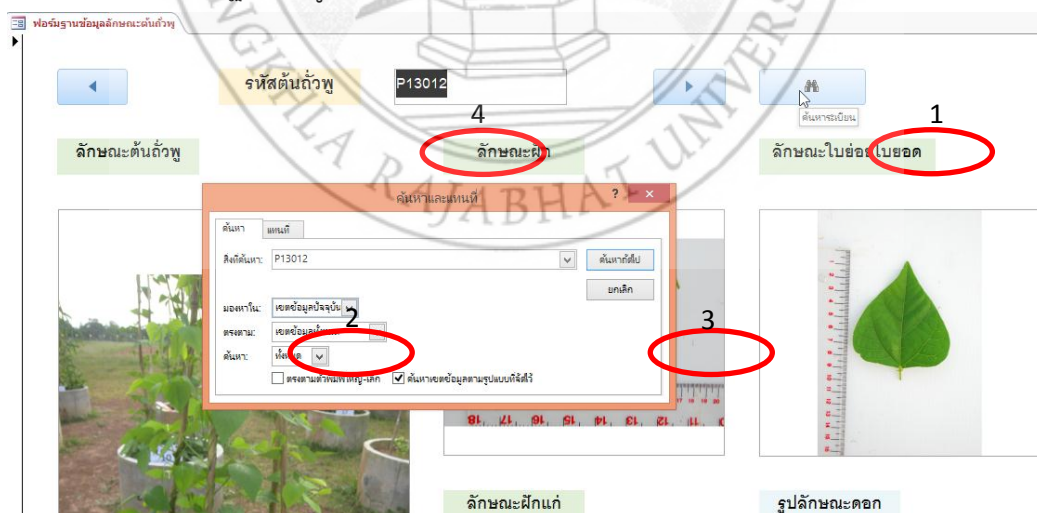 ฟอร์มฐานข้อมูลลักษณะต้นถั่วพู
รหัสต้นถั่วพู
P13012
ค้นหาระเบียน
4
1
ลักษณะต้นถั่วพู
ลักษณะฝัก
ลักษณะใบย่อยใบยอด
SONGKHLA RAJABHAT UNIVERS
ค้นหาและแทนที่
? ×
ค้นหา
แทนที่
สิ่งที่ค้นหา: P13012
ค้นหาถัดไป
ยกเลิก
มองหาใน: เขตข้อมูลปัจจุบัน
2
3
ตรงตาม: เขตข้อมูลทั้งหมด
ค้นหา: ทั้งหมด
ตรงตามตัวพิมพ์ใหญ่-เล็ก
ค้นหาเขตข้อมูลตามรูปแบบที่จัดไว้
18 17 16 15 14 13 12 11
ลักษณะฝักแก่
รูปลักษณะดอก